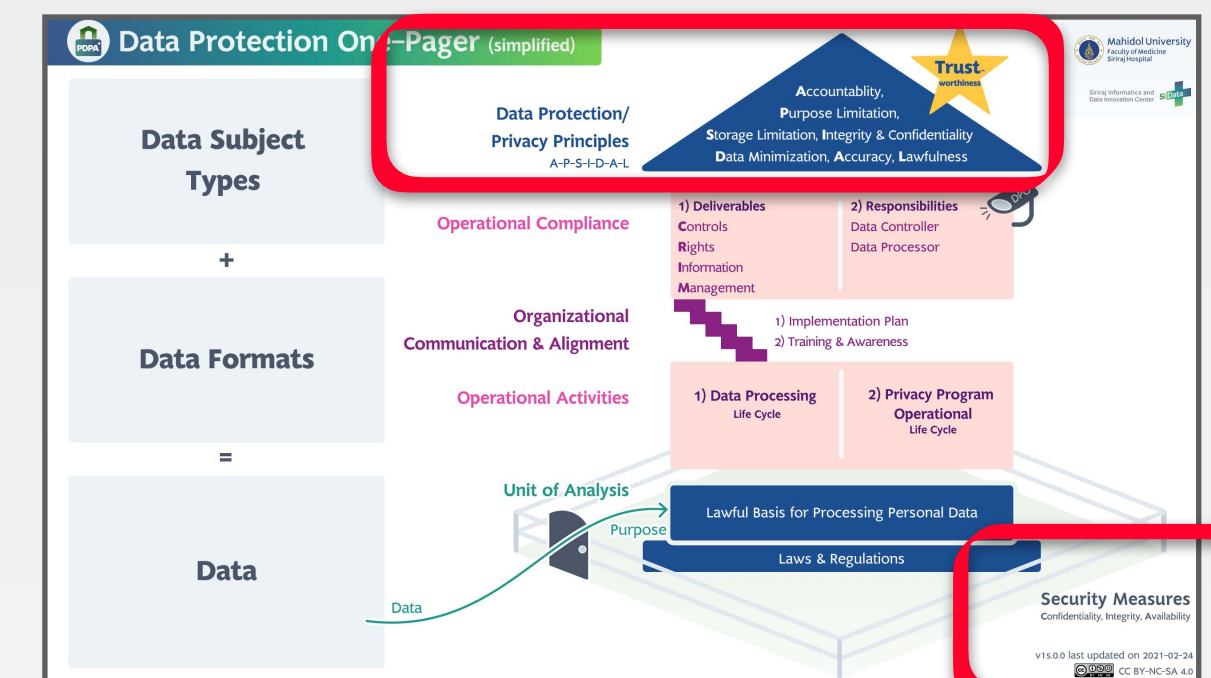 PDPA
Data Protection One-Pager (simplified)
Mahidol University
Faculty of Medicine
Siriraj Hospital
Siriraj Informatics and
Data Innovation Center
SiData
Data Subject
Types
+
Data Formats
=
Data
Data Protection/
Privacy Principles
A-P-S-I-D-A-L
Trust-
worthiness
Accountablity,
Purpose Limitation,
Storage Limitation, Integrity & Confidentiality
Data Minimization, Accuracy, Lawfulness
Operational Compliance
1) Deliverables
Controls
Rights
Information
Management
2) Responsibilities
Data Controller
Data Processor
DPO
Organizational
Communication & Alignment
1) Implementation Plan
2) Training & Awareness
Operational Activities
1) Data Processing
Life Cycle
2) Privacy Program
Operational
Life Cycle
Unit of Analysis
Purpose
Data
Lawful Basis for Processing Personal Data
Laws & Regulations
Security Measures
Confidentiality, Integrity, Availability
v1s.0.0 last updated on 2021-02-24
CC BY-NC-SA 4.0